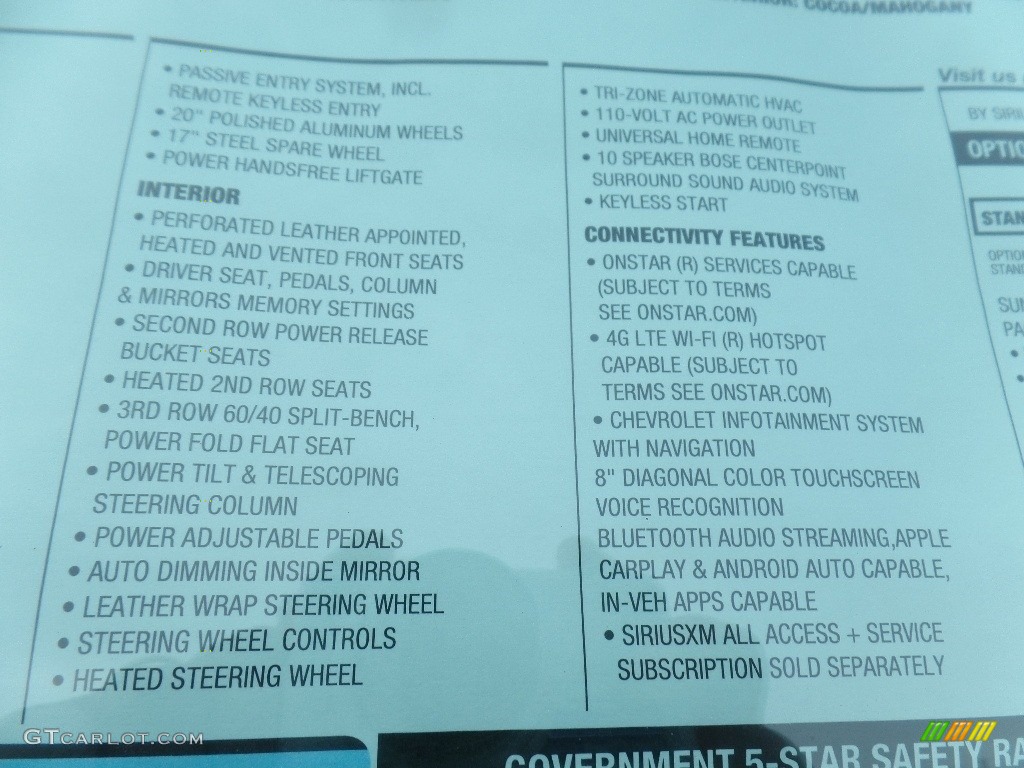 COCOA/MAHOGANY
• PASSIVE ENTRY SYSTEM, INCL.
REMOTE KEYLESS ENTRY
• 20" POLISHED ALUMINUM WHEELS
• 17" STEEL SPARE WHEEL
• POWER HANDSFREE LIFTGATE
INTERIOR
• PERFORATED LEATHER APPOINTED,
HEATED AND VENTED FRONT SEATS
• DRIVER SEAT, PEDALS, COLUMN
& MIRRORS MEMORY SETTINGS
• SECOND ROW POWER RELEASE
BUCKET SEATS
• HEATED 2ND ROW SEATS
• 3RD ROW 60/40 SPLIT-BENCH,
POWER FOLD FLAT SEAT
• POWER TILT & TELESCOPING
STEERING COLUMN
• POWER ADJUSTABLE PEDALS
• AUTO DIMMING INSIDE MIRROR
• LEATHER WRAP STEERING WHEEL
• STEERING WHEEL CONTROLS
• HEATED STEERING WHEEL
• TRI-ZONE AUTOMATIC HVAC
• 110-VOLT AC POWER OUTLET
• UNIVERSAL HOME REMOTE
• 10 SPEAKER BOSE CENTERPOINT
SURROUND SOUND AUDIO SYSTEM
• KEYLESS START
CONNECTIVITY FEATURES
• ONSTAR (R) SERVICES CAPABLE
(SUBJECT TO TERMS
SEE ONSTAR.COM)
• 4G LTE WI-FI (R) HOTSPOT
CAPABLE (SUBJECT TO
TERMS SEE ONSTAR.COM)
• CHEVROLET INFOTAINMENT SYSTEM
WITH NAVIGATION
8" DIAGONAL COLOR TOUCHSCREEN
VOICE RECOGNITION
BLUETOOTH AUDIO STREAMING,APPLE
CARPLAY & ANDROID AUTO CAPABLE,
IN-VEH APPS CAPABLE
• SIRIUSXM ALL ACCESS + SERVICE
SUBSCRIPTION SOLD SEPARATELY
Visit us
BY SIRI
OPTIO
STAN
OPTION
STAND
SUN
PA
GTCARLOT.COM
GOVERNMENT 5-STAR SAFETY RA